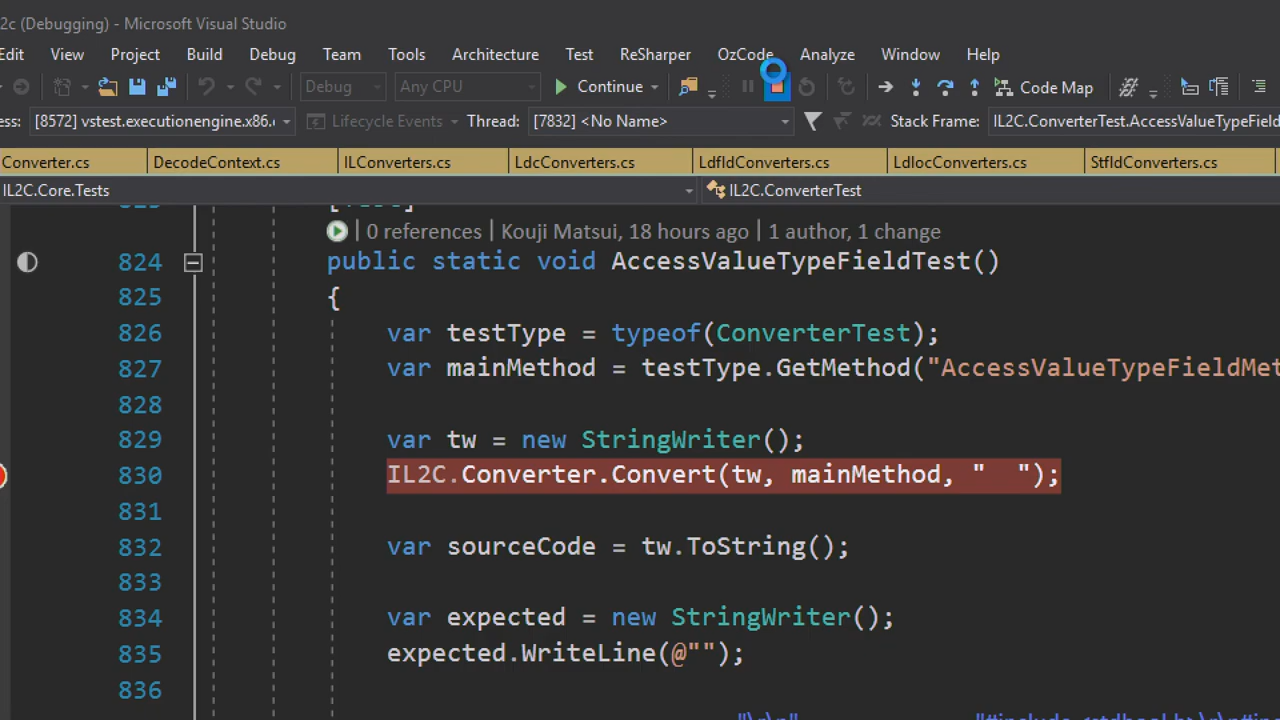 2c (Debugging) - Microsoft Visual Studio
Edit View Project Build Debug Team Tools Architecture Test ReSharper OzCode Analyze Window Help
Debug Any CPU Continue Code Map
ess: [8572] vstest.executionengine.x86. Lifecycle Events Thread: [7832] <No Name> Stack Frame: IL2C.ConverterTest.AccessValueTypeField
Converter.cs DecodeContext.cs ILConverters.cs LdcConverters.cs LdfldConverters.cs LdlocConverters.cs StfldConverters.cs
IL2C.Core.Tests IL2C.ConverterTest
0 references | Kouji Matsui, 18 hours ago | 1 author, 1 change
824 public static void AccessValueTypeFieldTest()
825 {
826 var testType = typeof(ConverterTest);
827 var mainMethod = testType.GetMethod("AccessValueTypeFieldMet
828
829 var tw = new StringWriter();
830 IL2C.Converter.Convert(tw, mainMethod, "  ");
831
832 var sourceCode = tw.ToString();
833
834 var expected = new StringWriter();
835 expected.WriteLine(@"");
836